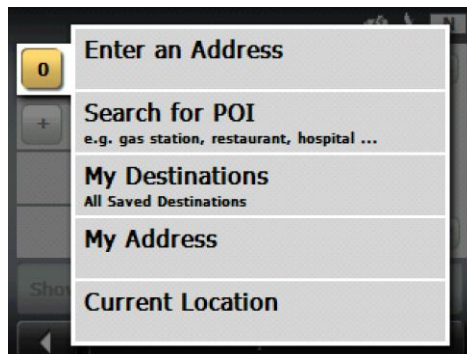 N
0
Enter an Address
+
Search for POI
e.g. gas station, restaurant, hospital ...
My Destinations
All Saved Destinations
My Address
Show
Current Location